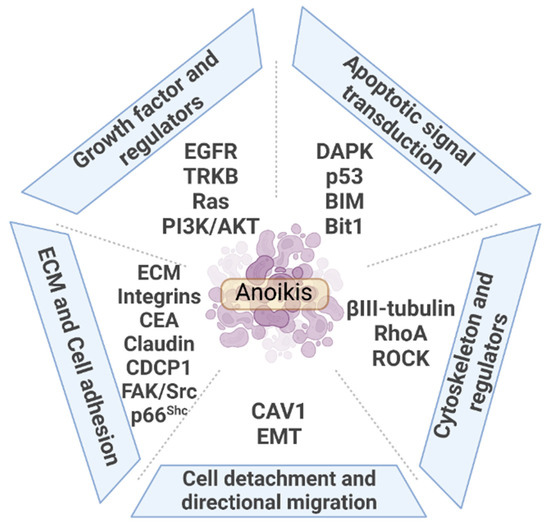 Growth factor and
regulators
Apoptotic signal
transduction
EGFR
TRKB
Ras
PI3K/AKT
DAPK
p53
BIM
Bit1
ECM and Cell adhesion
ECM
Integrins
CEA
Claudin
CDCP1
FAK/Src
p66Shc
Anoikis
βIII-tubulin
RhoA
ROCK
Cytoskeleton and
regulators
CAV1
EMT
Cell detachment and
directional migration